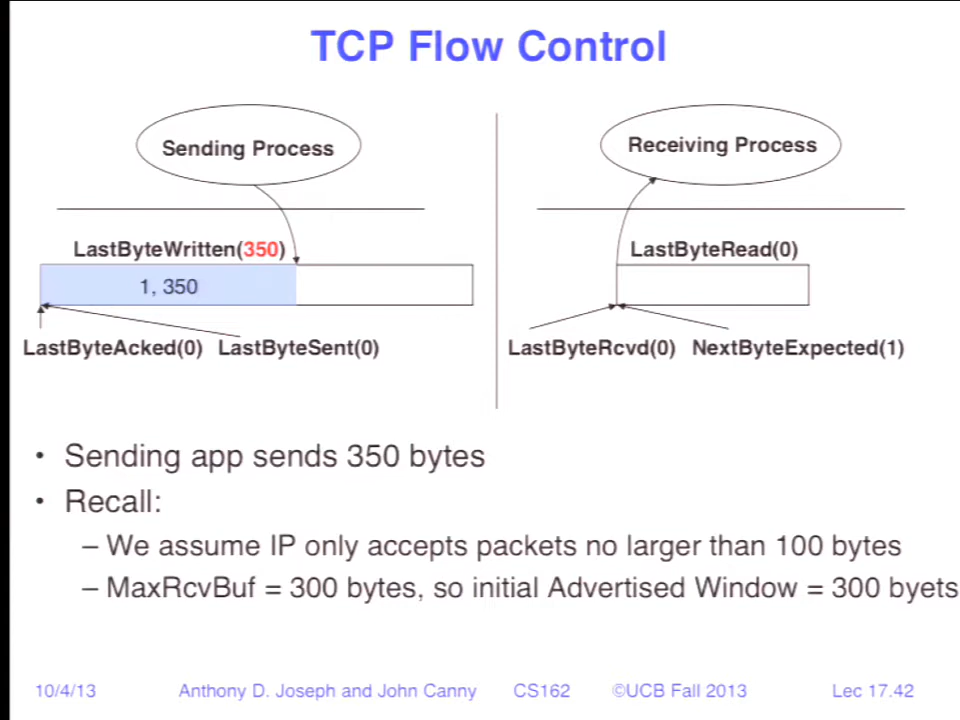 TCP Flow Control
Sending Process
Receiving Process
LastByteWritten(350)
LastByteRead(0)
1, 350
LastByteAcked(0) LastByteSent(0)
LastByteRcvd(0) NextByteExpected(1)
• Sending app sends 350 bytes
• Recall:
– We assume IP only accepts packets no larger than 100 bytes
– MaxRcvBuf = 300 bytes, so initial Advertised Window = 300 byets
10/4/13 Anthony D. Joseph and John Canny CS162 ©UCB Fall 2013 Lec 17.42